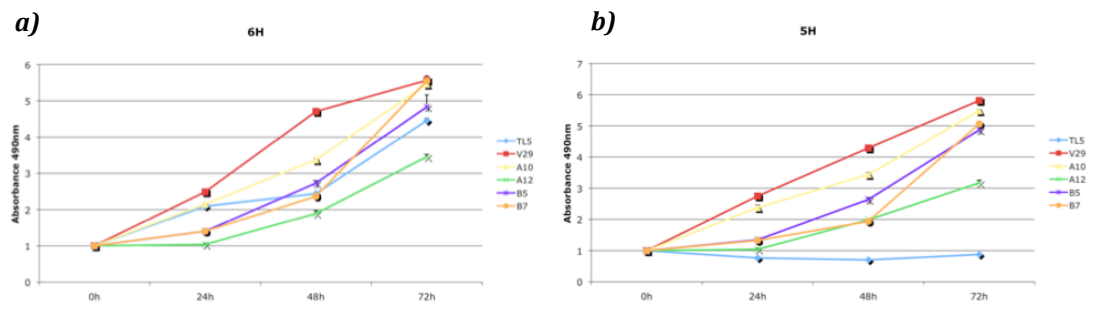 a)
6H
6
5
4
3
2
1
0
Absorbance 490nm
0h 24h 48h 72h
TL5
V29
A10
A12
B5
B7
b)
5H
7
6
5
4
3
2
1
0
Absorbance 490nm
0h 24h 48h 72h
TL5
V29
A10
A12
B5
B7